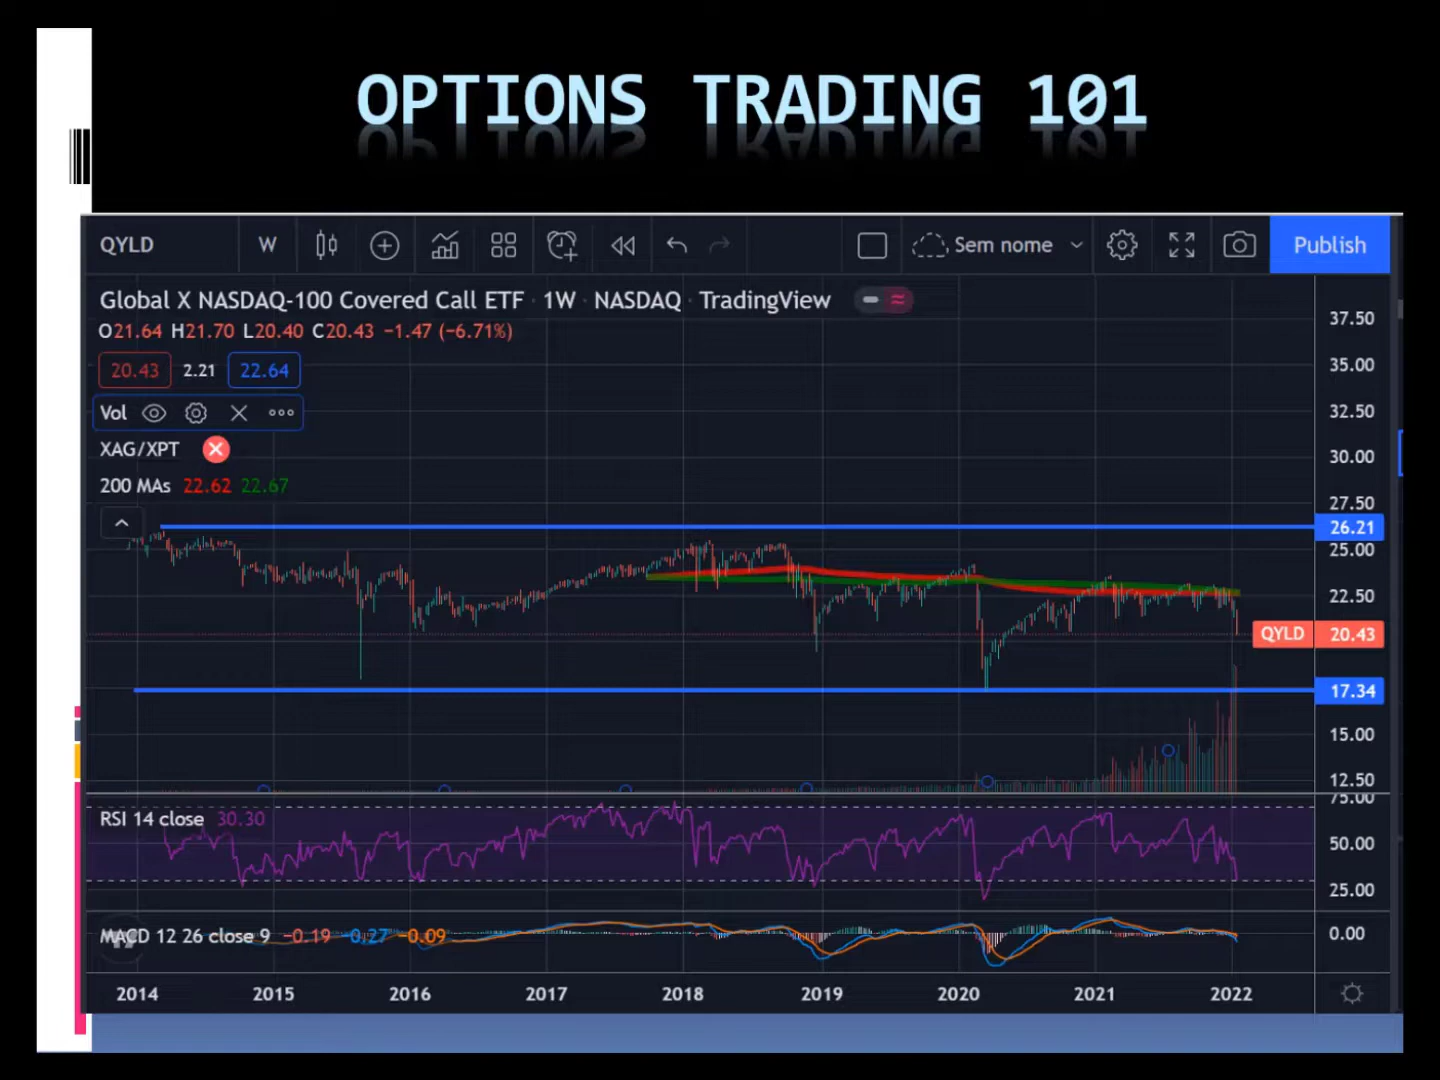 OPTIONS TRADING 101
QYLD W Sem nome Publish
Global X NASDAQ-100 Covered Call ETF · 1W · NASDAQ · TradingView
O21.64 H21.70 L20.40 C20.43 −1.47 (−6.71%)
20.43 2.21 22.64
Vol
XAG/XPT
200 MAs 22.62 22.67
37.50
35.00
32.50
30.00
27.50
26.21
25.00
22.50
QYLD 20.43
17.34
15.00
12.50
75.00
RSI 14 close 30.30
50.00
25.00
MACD 12 26 close 9 −0.19 −0.27 −0.09
0.00
2014 2015 2016 2017 2018 2019 2020 2021 2022